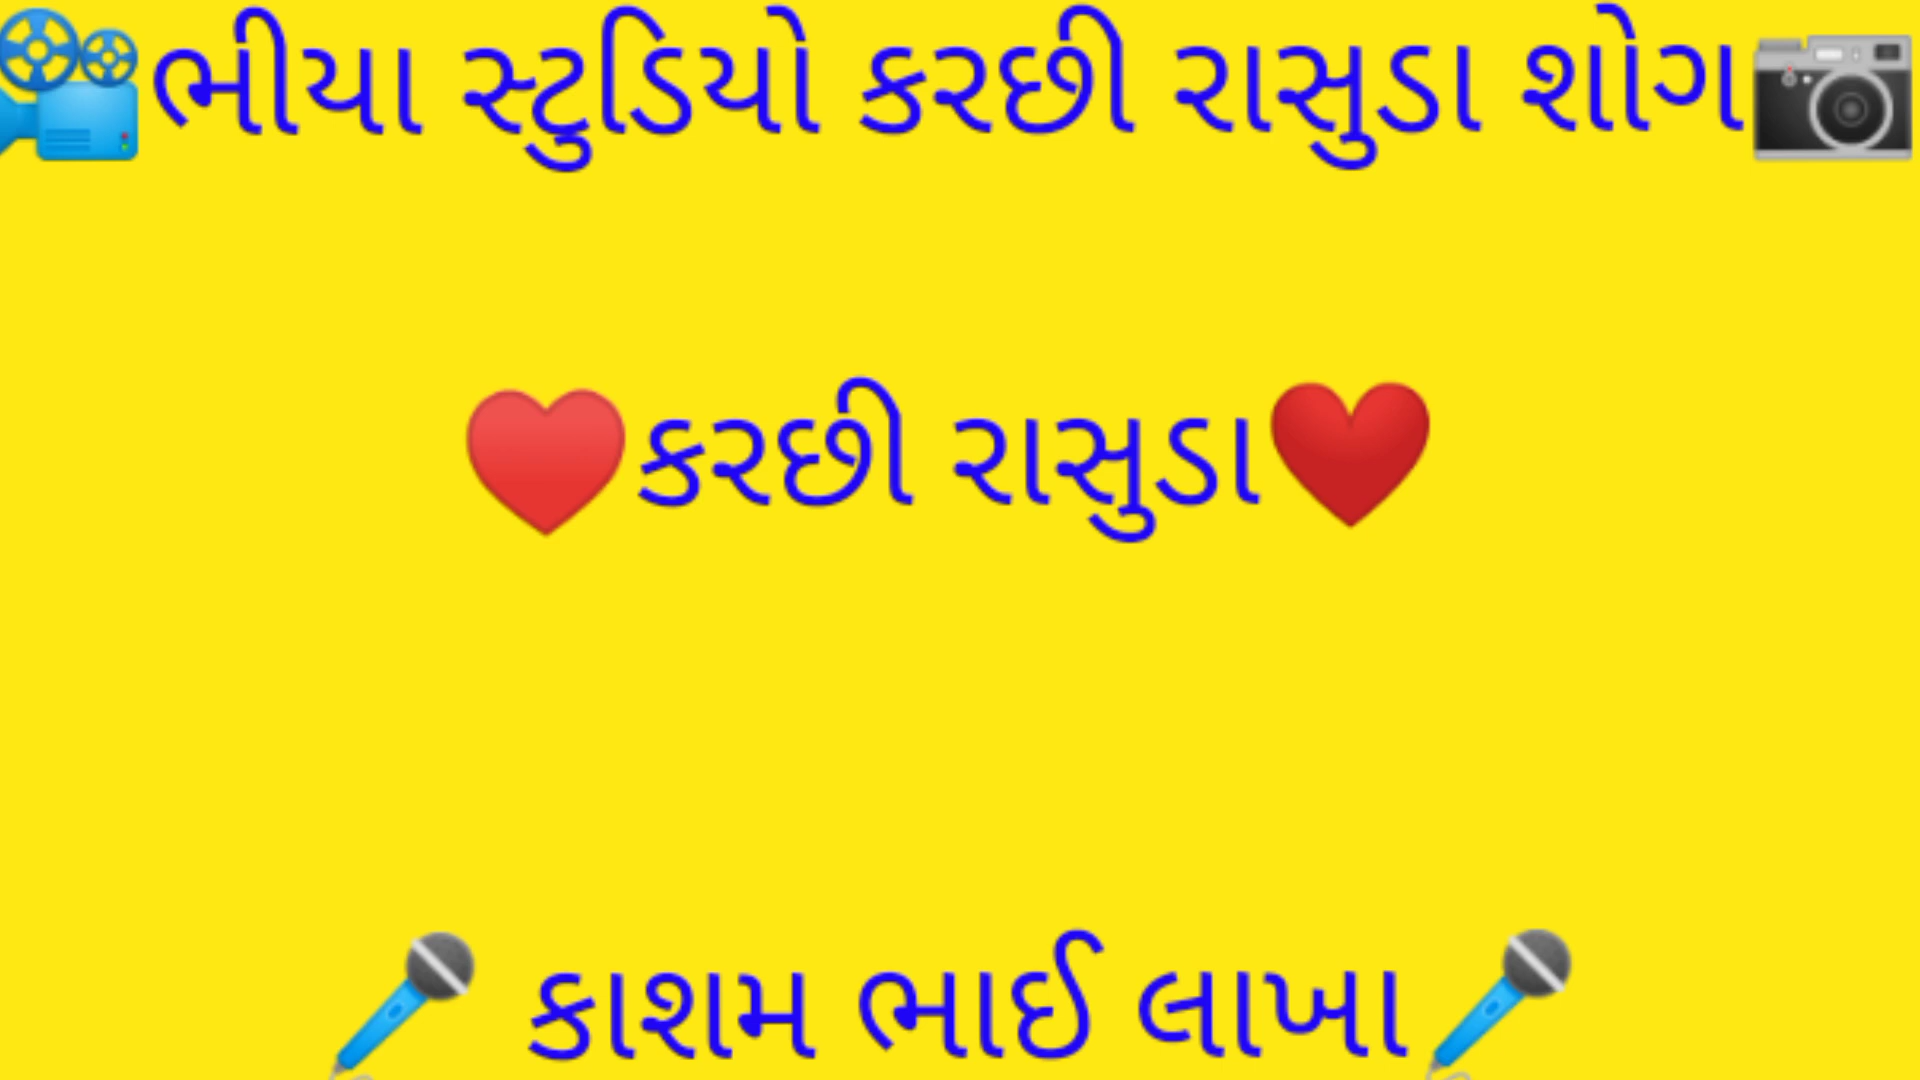 ભીયા સ્ટુડિયો કરછી રાસુડા શોગ
કરછી રાસુડા
કાશમ ભાઈ લાખા